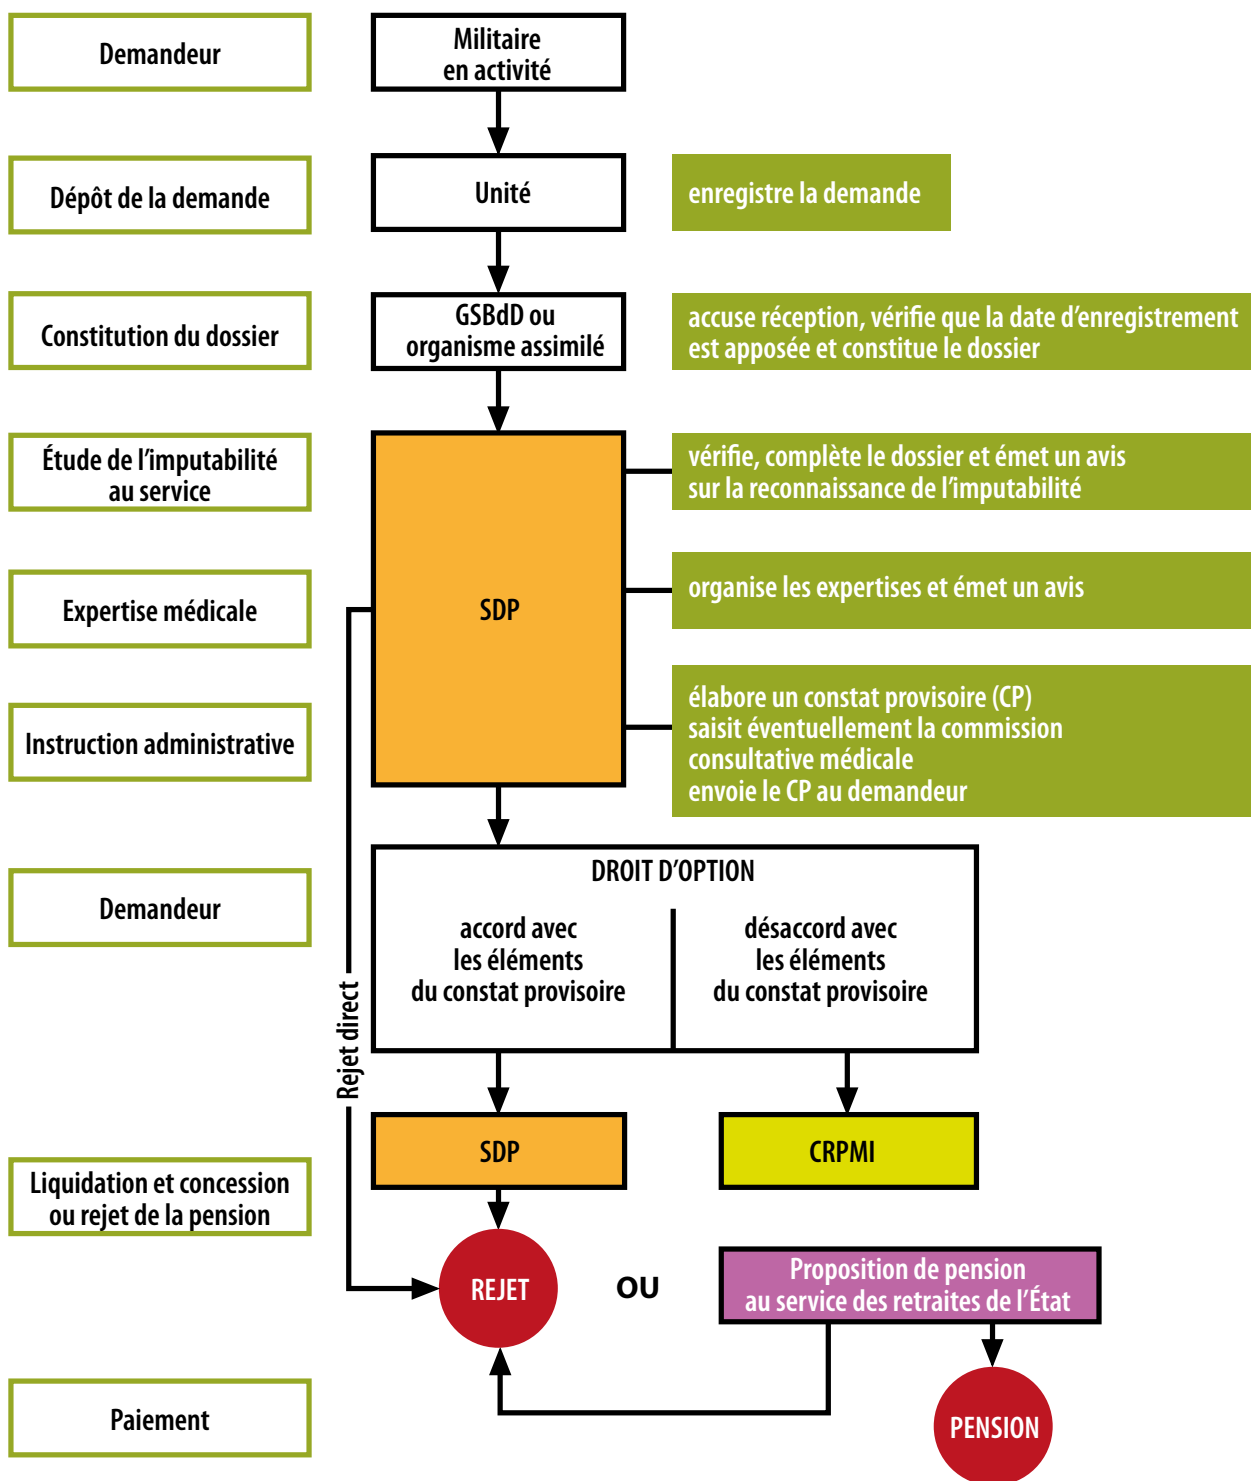 Demandeur
Militaire
en activité
Dépôt de la demande
Unité
enregistre la demande
Constitution du dossier
GSBdD ou
organisme assimilé
accuse réception, vérifie que la date d’enregistrement
est apposée et constitue le dossier
Étude de l’imputabilité
au service
vérifie, complète le dossier et émet un avis
sur la reconnaissance de l’imputabilité
Expertise médicale
SDP
organise les expertises et émet un avis
Instruction administrative
élabore un constat provisoire (CP)
saisit éventuellement la commission
consultative médicale
envoie le CP au demandeur
Demandeur
DROIT D’OPTION
accord avec
les éléments
du constat provisoire
désaccord avec
les éléments
du constat provisoire
Rejet direct
SDP
CRPMI
Liquidation et concession
ou rejet de la pension
REJET
OU
Proposition de pension
au service des retraites de l’État
Paiement
PENSION